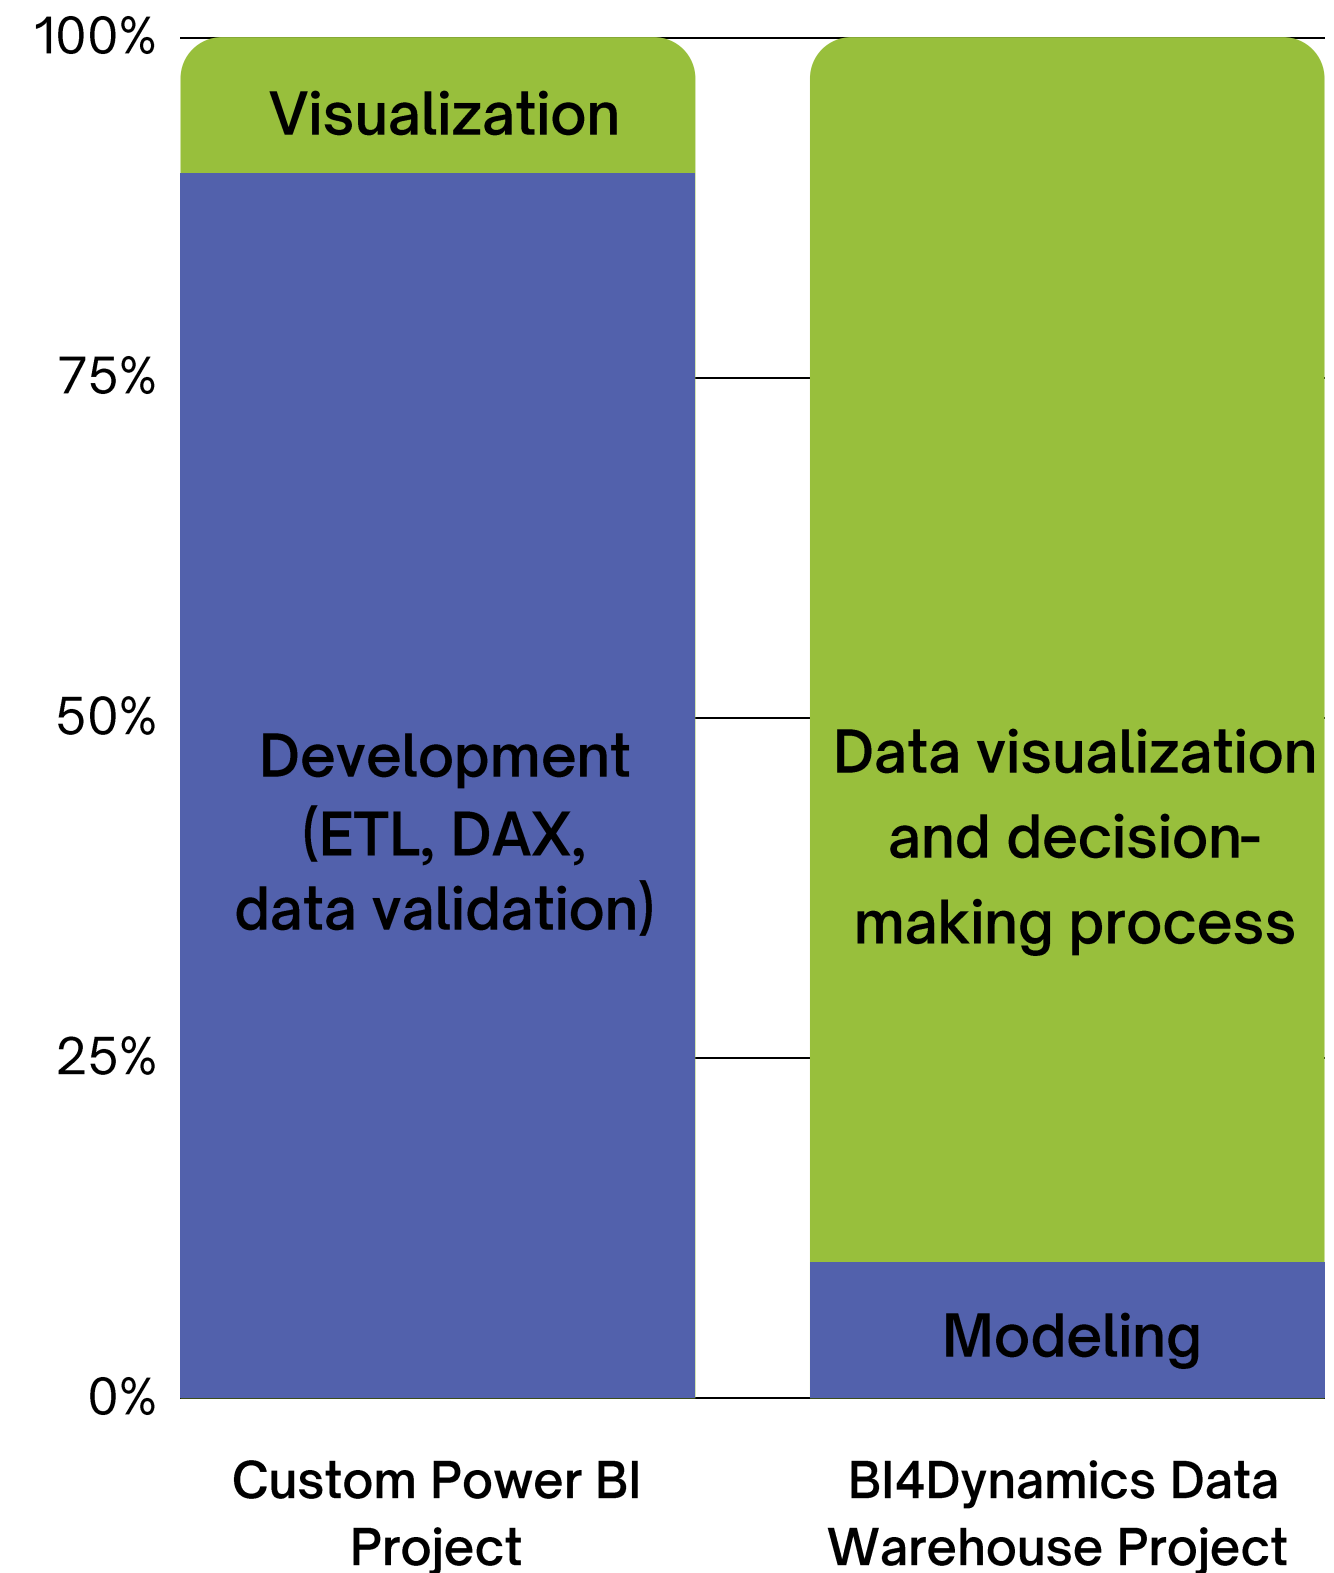 100%
Visualization
75%
50%
Development
(ETL, DAX,
data validation)
Data visualization
and decision-
making process
25%
Modeling
0%
Custom Power BI
Project
BI4Dynamics Data
Warehouse Project